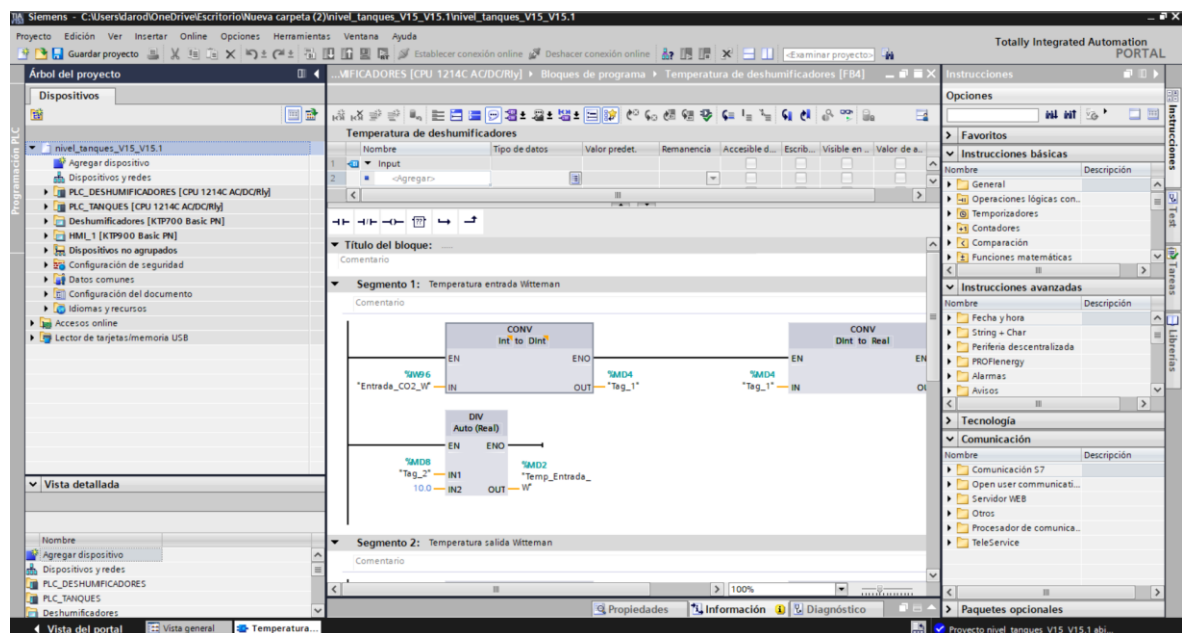 Siemens - C:\Users\darod\OneDrive\Escritorio\Nueva carpeta (2)\nivel_tanques_V15_V15.1\nivel_tanques_V15_V15.1
Proyecto Edición Ver Insertar Online Opciones Herramientas Ventana Ayuda
Guardar proyecto Establecer conexión online Deshacer conexión online <Examinar proyecto>
Totally Integrated Automation
PORTAL
Árbol del proyecto
Dispositivos
Programación PLC
nivel_tanques_V15_V15.1
Agregar dispositivo
Dispositivos y redes
PLC_DESHUMIFICADORES [CPU 1214C AC/DC/Rly]
PLC_TANQUES [CPU 1214C AC/DC/Rly]
Deshumificadores [KTP700 Basic PN]
HMI_1 [KTP900 Basic PN]
Dispositivos no agrupados
Configuración de seguridad
Datos comunes
Configuración del documento
Idiomas y recursos
Accesos online
Lector de tarjetas/memoria USB
Vista detallada
Nombre
Agregar dispositivo
Dispositivos y redes
PLC_DESHUMIFICADORES
PLC_TANQUES
Deshumificadores
...MIFICADORES [CPU 1214C AC/DC/Rly] Bloques de programa Temperatura de deshumificadores [FB4]
Temperatura de deshumificadores
Nombre Tipo de datos Valor predet. Remanencia Accesible d... Escrib... Visible en .. Valor de a..
1 Input
2 <Agregar>
Título del bloque: ....
Comentario
Segmento 1: Temperatura entrada Witteman
Comentario
CONV
Int to Dint
EN ENO
%IW96
"Entrada_CO2_W" IN
%MD4
OUT "Tag_1"
CONV
Dint to Real
EN EN
%MD4
"Tag_1" IN OU
DIV
Auto (Real)
EN ENO
%MD8
"Tag_2" IN1
10.0 IN2
%MD2
"Temp_Entrada_
OUT W"
Segmento 2: Temperatura salida Witteman
Comentario
100%
Propiedades Información Diagnóstico
Instrucciones
Opciones
Favoritos
Instrucciones básicas
Nombre Descripción
General
Operaciones lógicas con..
Temporizadores
Contadores
Comparación
Funciones matemáticas
Instrucciones avanzadas
Nombre Descripción
Fecha y hora
String + Char
Periferia descentralizada
PROFIenergy
Alarmas
Avisos
Tecnología
Comunicación
Nombre Descripción
Comunicación S7
Open user communicati...
Servidor WEB
Otros
Procesador de comunica..
TeleService
Paquetes opcionales
Instrucciones
Test
Tareas
Librerías
Vista del portal Vista general Temperatura...
Proyecto nivel_tanques_V15_V15.1 abi...